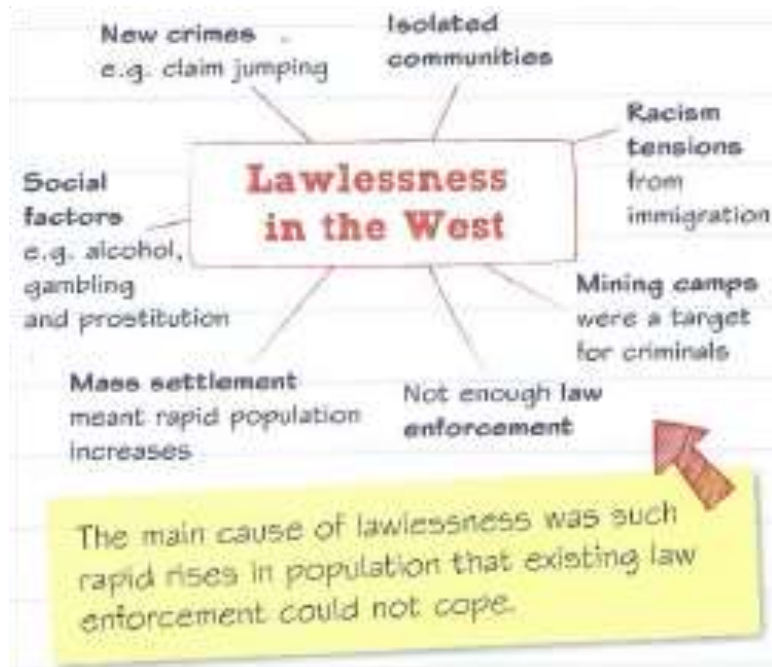 New crimes
e.g. claim jumping
Isolated
communities
Racism
tensions
from
immigration
Lawlessness
in the West
Social
factors
e.g. alcohol,
gambling
and prostitution
Mining camps
were a target
for criminals
Mass settlement
meant rapid population
increases
Not enough law
enforcement
The main cause of lawlessness was such
rapid rises in population that existing law
enforcement could not cope.